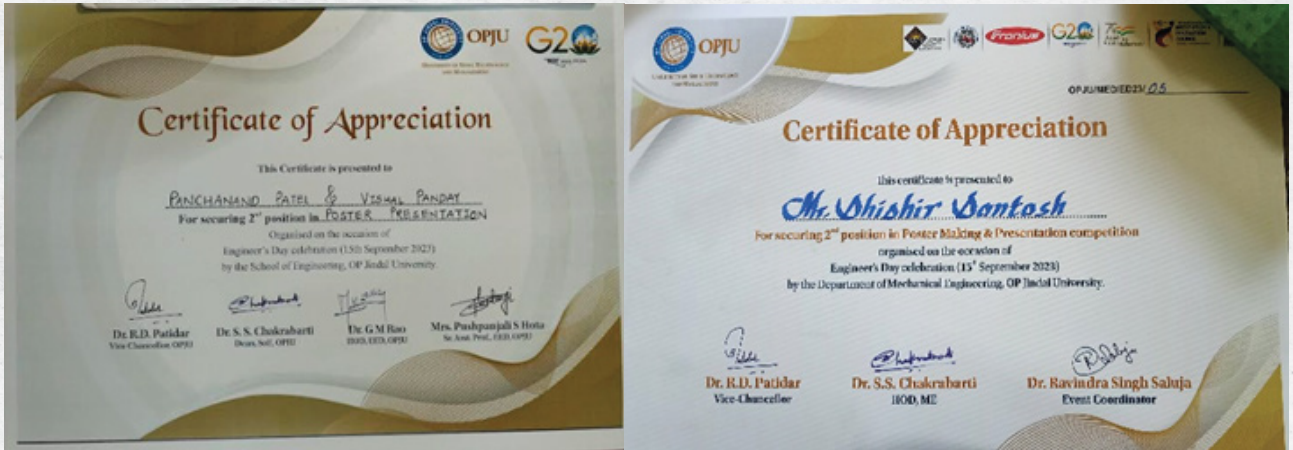 OPJU
G20
Certificate of Appreciation
This Certificate is presented to
PANCHANAND PATEL & VISHAL PANDAY
For securing 2nd position in POSTER PRESENTATION
Organised on the occasion of
Engineer's Day celebration (15th September 2023)
by the School of Engineering, OP Jindal University.
Dr. R.D. Patidar
Vice Chancellor, OPJU
Dr. S. S. Chakrabarti
Dean, SoE, OPJU
Dr. G M Rao
HOD, EED, OPJU
Mrs. Pushpanjali S Hota
OPJU
Fronius
G20
OPJU/MED/ED23/ 05
Certificate of Appreciation
This certificate is presented to
Mr. Shishir Santosh
For securing 2nd position in Poster Making & Presentation competition
organised on the occasion of
Engineer's Day celebration (15th September 2023)
by the Department of Mechanical Engineering, OP Jindal University.
Dr. R.D. Patidar
Vice-Chancellor
Dr. S.S. Chakrabarti
HOD, ME
Dr. Ravindra Singh Saluja
Event Coordinator